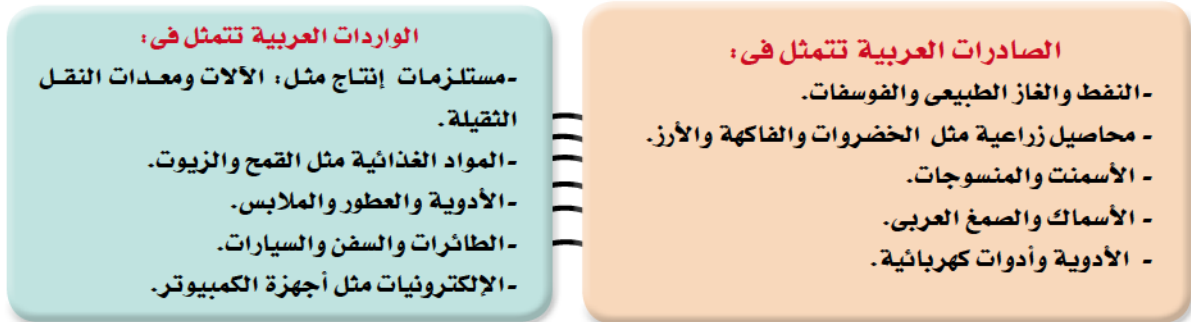 الصادرات العربية تتمثل فى:
-النفط والغاز الطبيعى والفوسفات.
- محاصيل زراعية مثل الخضروات والفاكهة والأرز.
- الأسمنت والمنسوجات.
- الأسماك والصمغ العربى.
- الأدوية وأدوات كهربائية.
الواردات العربية تتمثل فى:
-مستلزمات إنتاج مثل: الآلات ومعدات النقل
الثقيلة.
-المواد الغذائية مثل القمح والزيوت.
-الأدوية والعطور والملابس.
-الطائرات والسفن والسيارات.
-الإلكترونيات مثل أجهزة الكمبيوتر.